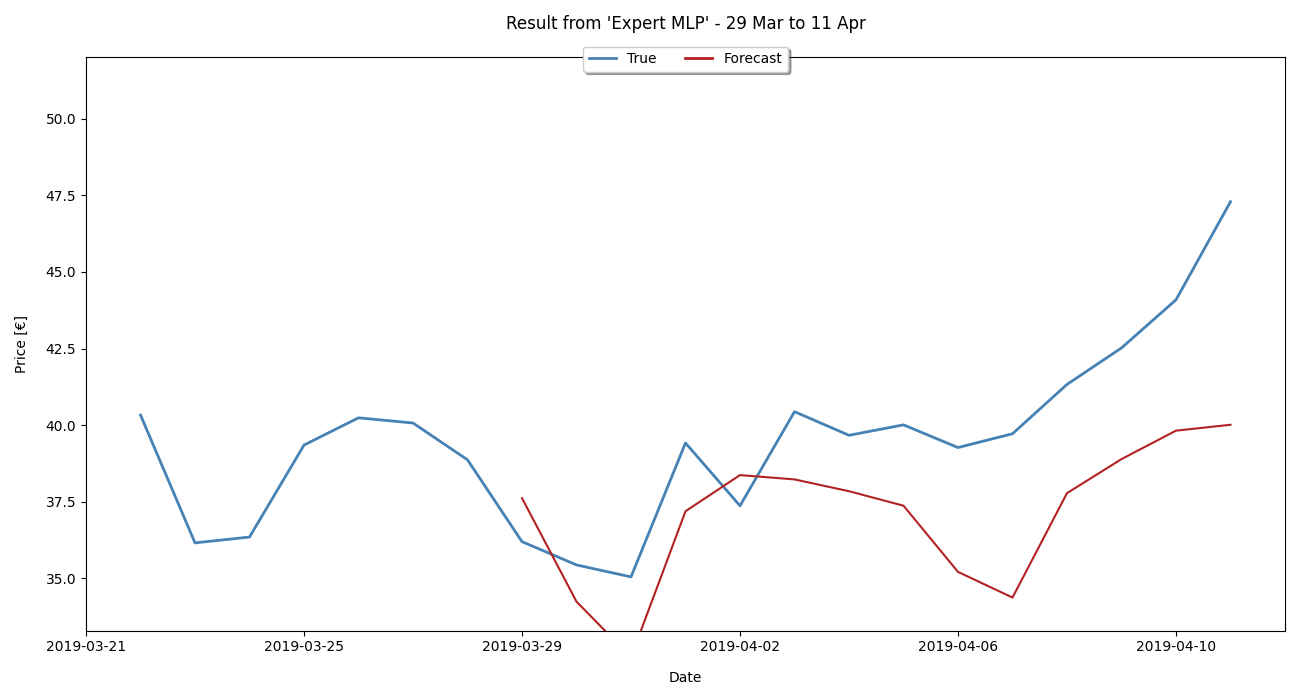 Result from 'Expert MLP' - 29 Mar to 11 Apr
True Forecast
50.0
47.5
45.0
42.5
40.0
37.5
35.0
Price [€]
2019-03-21 2019-03-25 2019-03-29 2019-04-02 2019-04-06 2019-04-10
Date